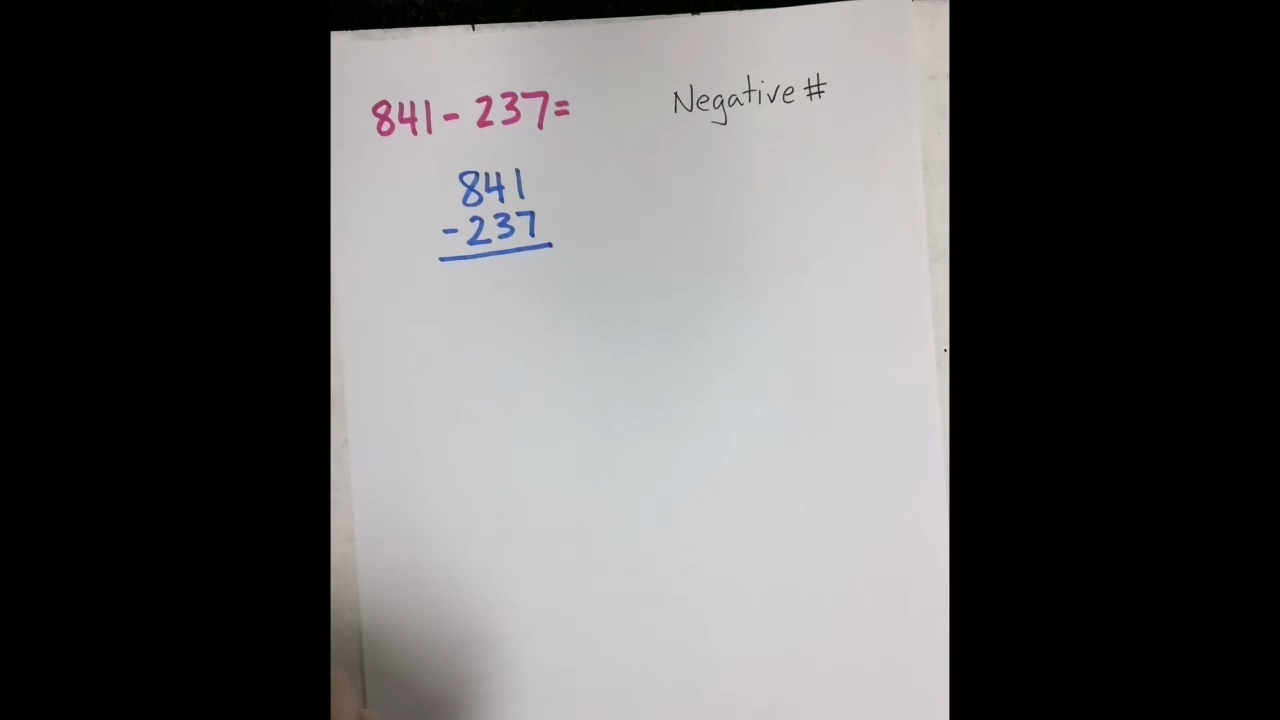 841 - 237 =
Negative #
841
- 237